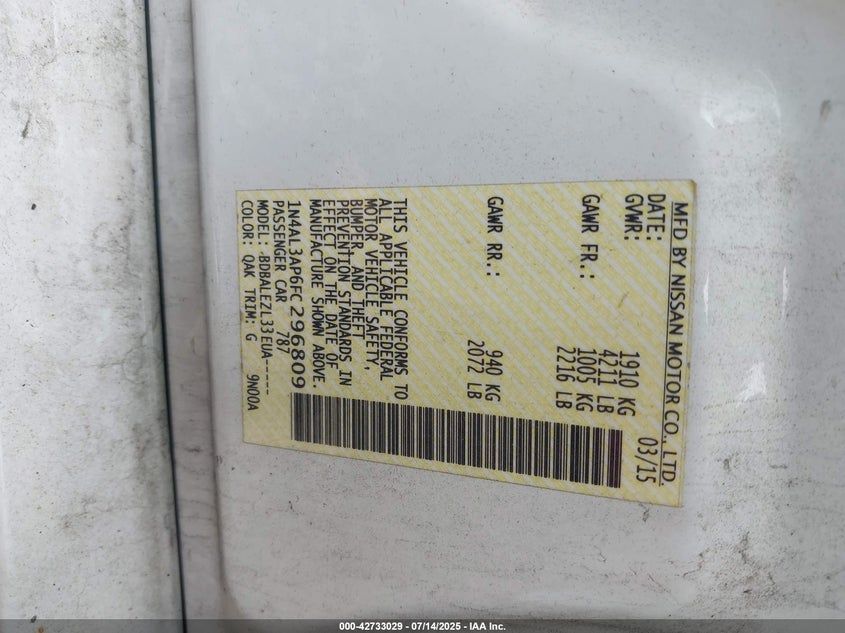 MFD BY NISSAN MOTOR CO., LTD.
DATE: 03/15
GVWR: 1910 KG
4211 LB
GAWR FR.: 1005 KG
2216 LB
GAWR RR.: 940 KG
2072 LB
THIS VEHICLE CONFORMS TO
ALL APPLICABLE FEDERAL
MOTOR VEHICLE SAFETY,
BUMPER, AND THEFT
PREVENTION STANDARDS IN
EFFECT ON THE DATE OF
MANUFACTURE SHOWN ABOVE.
1N4AL3AP6FC296809
PASSENGER CAR 787
MODEL: BDBALEZL33EUA-----
COLOR: QAK TRIM: G 9N00A
000-42733029 - 07/14/2025 - IAA Inc.